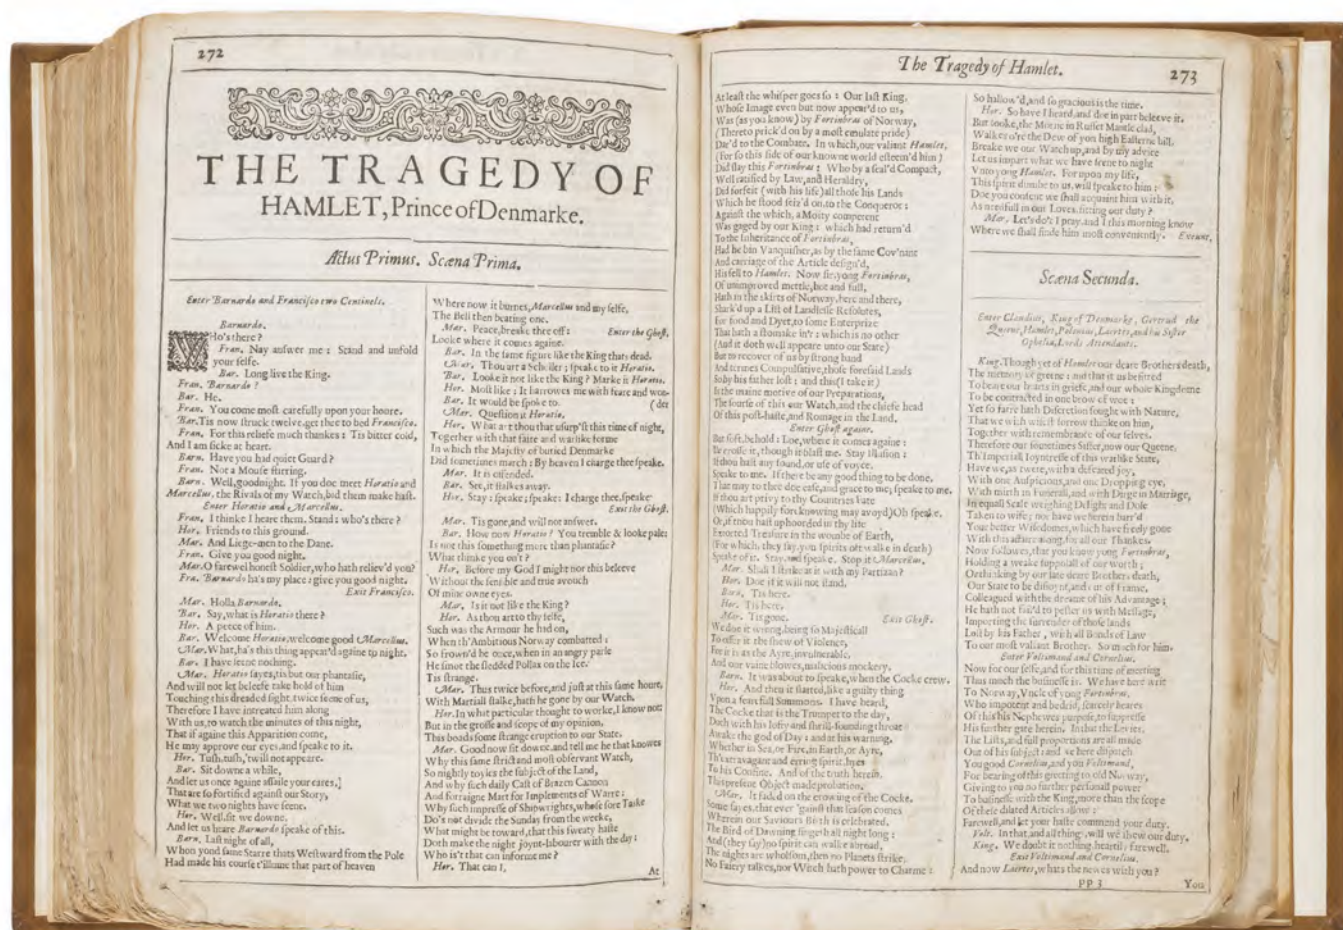 272
THE TRAGEDY OF
HAMLET, Prince of Denmarke.
Actus Primus. Scæna Prima.
Enter Barnardo and Franciſco two Centinels.
Barnardo.
WHo's there?
Fran. Nay anſwer me: Stand and unfold
your ſelfe.
Bar. Long live the King.
Fran. Barnardo?
Bar. He.
Fran. You come moſt carefully upon your houre.
Bar. Tis now ſtruck twelve, get thee to bed Franciſco.
Fran. For this reliefe much thankes: Tis bitter cold,
And I am ſicke at heart.
Barn. Have you had quiet Guard?
Fran. Not a Mouſe ſtirring.
Barn. Well, goodnight. If you doe meet Horatio and
Marcellus, the Rivals of my Watch, bid them make haſt.
Enter Horatio and Marcellus.
Fran. I thinke I heare them. Stand: who's there?
Hor. Friends to this ground.
Mar. And Liege-men to the Dane.
Fran. Give you good night.
Mar. O farewel honeſt Soldier, who hath reliev'd you?
Fra. Barnardo ha's my place: give you good night.
Exit Franciſco.
Mar. Holla Barnardo.
Bar. Say, what is Horatio there?
Hor. A peece of him.
Bar. Welcome Horatio, welcome good Marcellus.
Mar. What, ha's this thing appear'd againe to night.
Bar. I have ſeene nothing.
Mar. Horatio ſayes, tis but our phantaſie,
And will not let beleefe take hold of him
Touching this dreaded ſight, twice ſeene of us,
Therefore I have intreated him along
With us, to watch the minutes of this night,
That if againe this Apparition come,
He may approve our eyes, and ſpeake to it.
Hor. Tuſh, tuſh, 'twill not appeare.
Bar. Sit downe a while,
And let us once againe aſſaile your eares,
That are ſo fortified againſt our Story,
What we two nights have ſeene.
Hor. Well, ſit we downe,
And let us heare Barnardo ſpeake of this.
Barn. Laſt night of all,
When yond ſame Starre thats Weſtward from the Pole
Had made his courſe t'illume that part of heaven
Where now it burnes, Marcellus and my ſelfe,
The Bell then beating one.
Mar. Peace, breake thee off: Enter the Ghoſt.
Looke where it comes againe.
Bar. In the ſame figure like the King thats dead.
Mar. Thou art a Scholler; ſpeake to it Horatio.
Bar. Looke it not like the King? Marke it Horatio.
Hor. Moſt like: It harrowes me with feare and won-
Bar. It would be ſpoke to. (der
Mar. Queſtion it Horatio.
Hor. What art thou that uſurp'ſt this time of night,
Together with that faire and warlike forme
In which the Majeſty of buried Denmarke
Did ſometimes march: By heaven I charge thee ſpeake.
Mar. It is offended.
Bar. See, it ſtalkes away.
Hor. Stay: ſpeake; ſpeake: I charge thee, ſpeake
Exit the Ghoſt.
Mar. Tis gone, and will not anſwer.
Bar. How now Horatio? You tremble & looke pale:
Is not this ſomething more than phantaſie?
What thinke you on't?
Hor. Before my God I might not this beleeve
Without the ſenſible and true avouch
Of mine owne eyes.
Mar. Is it not like the King?
Hor. As thou art to thy ſelfe,
Such was the Armour he had on,
When th'Ambitious Norway combatted:
So frown'd he once, when in an angry parle
He ſmot the ſledded Pollax on the Ice.
Tis ſtrange.
Mar. Thus twice before, and juſt at this ſame houre,
With Martiall ſtalke, hath he gone by our Watch.
Hor. In what particular thought to worke, I know not:
But in the groſſe and ſcope of my opinion,
This boads ſome ſtrange eruption to our State.
Mar. Good now ſit downe, and tell me he that knowes
Why this ſame ſtrict and moſt obſervant Watch,
So nightly toyles the ſubject of the Land,
And why ſuch daily Caſt of Brazen Cannon
And forraigne Mart for Implements of Warre:
Why ſuch impreſſe of Shipwrights, whoſe ſore Taske
Do's not divide the Sunday from the weeke,
What might be toward, that this ſweaty haſte
Doth make the night joynt-labourer with the day:
Who is't that can informe me?
Hor. That can I,
At
The Tragedy of Hamlet.
273
At leaſt the whiſper goes ſo: Our laſt King,
Whoſe Image even but now appear'd to us,
Was (as you know) by Fortinbras of Norway,
(Thereto prick'd on by a moſt emulate pride)
Dar'd to the Combate. In which, our valiant Hamlet,
(For ſo this ſide of our knowne world eſteem'd him)
Did ſlay this Fortinbras: Who by a ſeal'd Compact,
Well ratified by Law, and Heraldry,
Did forfeit (with his life) all thoſe his Lands
Which he ſtood ſeiz'd on, to the Conqueror:
Againſt the which, a Moity competent
Was gaged by our King: which had return'd
To the Inheritance of Fortinbras,
Had he bin Vanquiſher, as by the ſame Cov'nant
And carriage of the Article deſign'd,
His fell to Hamlet. Now ſir, yong Fortinbras,
Of unimproved mettle, hot and full,
Hath in the skirts of Norway, here and there,
Shark'd up a Liſt of Landleſſe Reſolutes,
For food and Dyet, to ſome Enterprize
That hath a ſtomake in't: which is no other
(And it doth well appeare unto our State)
But to recover of us by ſtrong hand
And termes Compulſative, thoſe foreſaid Lands
So by his father loſt: and this (I take it)
Is the maine motive of our Preparations,
The ſourſe of this our Watch, and the chiefe head
Of this poſt-haſte, and Romage in the Land.
Enter Ghoſt againe.
But ſoft, behold: Loe, where it comes againe:
Ile croſſe it, though it blaſt me. Stay Illuſion:
If thou haſt any ſound, or uſe of voyce,
Speake to me. If there be any good thing to be done,
That may to thee doe eaſe, and grace to me; ſpeake to me.
If thou art privy to thy Countries Fate
(Which happily foreknowing may avoyd) Oh ſpeake.
Or, if thou haſt uphoorded in thy life
Extorted Treaſure in the wombe of Earth,
(For which, they ſay, you ſpirits oft walke in death)
Speake of it. Stay, and ſpeake. Stop it Marcellus.
Mar. Shall I ſtrike at it with my Partizan?
Hor. Doe if it will not ſtand.
Barn. Tis here.
Hor. Tis here.
Mar. Tis gone. Exit Ghoſt.
We doe it wrong, being ſo Majeſticall
To offer it the ſhew of Violence,
For it is as the Ayre, invulnerable,
And our vaine blowes, malicious mockery.
Barn. It was about to ſpeake, when the Cocke crew.
Hor. And then it ſtarted, like a guilty thing
Vpon a fearfull Summons. I have heard,
The Cocke that is the Trumpet to the day,
Doth with his lofty and ſhrill-ſounding throat
Awake the god of Day: and at his warning,
Whether in Sea, or Fire, in Earth, or Ayre,
Th'extravagant and erring ſpirit, hyes
To his Confine. And of the truth herein,
This preſent Object made probation.
Mar. It faded on the crowing of the Cocke.
Some ſayes, that ever 'gainſt that ſeaſon comes
Wherein our Saviours Birth is celebrated,
The Bird of Dawning ſingeth all night long:
And (they ſay) no ſpirit can walke abroad,
The nights are wholſom, then no Planets ſtrike,
No Faiery talkes, nor Witch hath power to Charme:
So hallow'd, and ſo gracious is the time.
Hor. So have I heard, and doe in part beleeve it.
But looke, the Morne in Ruſſet Mantle clad,
Walkes o're the Dew of yon high Eaſterne hill.
Breake we our Watch up, and by my advice
Let us impart what we have ſeene to night
Vnto yong Hamlet. For upon my life,
This ſpirit dumbe to us, will ſpeake to him:
Doe you conſent we ſhall acquaint him with it,
As needfull in our Loves, fitting our duty?
Mar. Let's do't I pray, and I this morning know
Where we ſhall finde him moſt conveniently. Exeunt.
Scæna Secunda.
Enter Claudius, King of Denmarke, Gertrud the
Queene, Hamlet, Polonius, Laertes, and his Siſter
Ophelia, Lords Attendants.
King. Though yet of Hamlet our deare Brothers death,
The memory be greene: and that it us befitted
To beare our hearts in griefe, and our whole Kingdome
To be contracted in one brow of woe:
Yet ſo farre hath Diſcretion fought with Nature,
That we with wiſeſt ſorrow thinke on him,
Together with remembrance of our ſelves.
Therefore our ſometimes Siſter, now our Queene,
Th'Imperiall Ioyntreſſe of this warlike State,
Have we, as twere, with a defeated joy,
With one Auſpicious, and one Dropping eye,
With mirth in Funerall, and with Dirge in Marriage,
In equall Scale weighing Delight and Dole
Taken to wife; nor have we herein barr'd
Your better Wiſedomes, which have freely gone
With this affaire along, for all our Thankes.
Now followes, that you know yong Fortinbras,
Holding a weake ſuppoſall of our worth;
Or thinking by our late deare Brothers death,
Our State to be disjoynt, and out of Frame,
Colleagued with the dreame of his Advantage;
He hath not fail'd to peſter us with Meſſage,
Importing the ſurrender of thoſe lands
Loſt by his Father, with all Bonds of Law
To our moſt valiant Brother. So much for him.
Enter Voltimand and Cornelius.
Now for our ſelfe, and for this time of meeting
Thus much the buſineſſe is. We have here writ
To Norway, Vncle of yong Fortinbras,
Who impotent and bedrid, ſcarcely heares
Of this his Nephewes purpoſe, to ſuppreſſe
His further gate herein. In that the Levies,
The Liſts, and full proportions are all made
Out of his ſubject: and we here diſpatch
You good Cornelius, and you Voltimand,
For bearing of this greeting to old Norway,
Giving to you no further perſonall power
To buſineſſe with the King, more than the ſcope
Of theſe dilated Articles allow:
Farewell, and let your haſte commend your duty.
Volt. In that, and all thing, will we ſhew our duty.
King. We doubt it nothing, heartily farewell.
Exit Voltimand and Cornelius.
And now Laertes, whats the newes with you?
PP 3
You